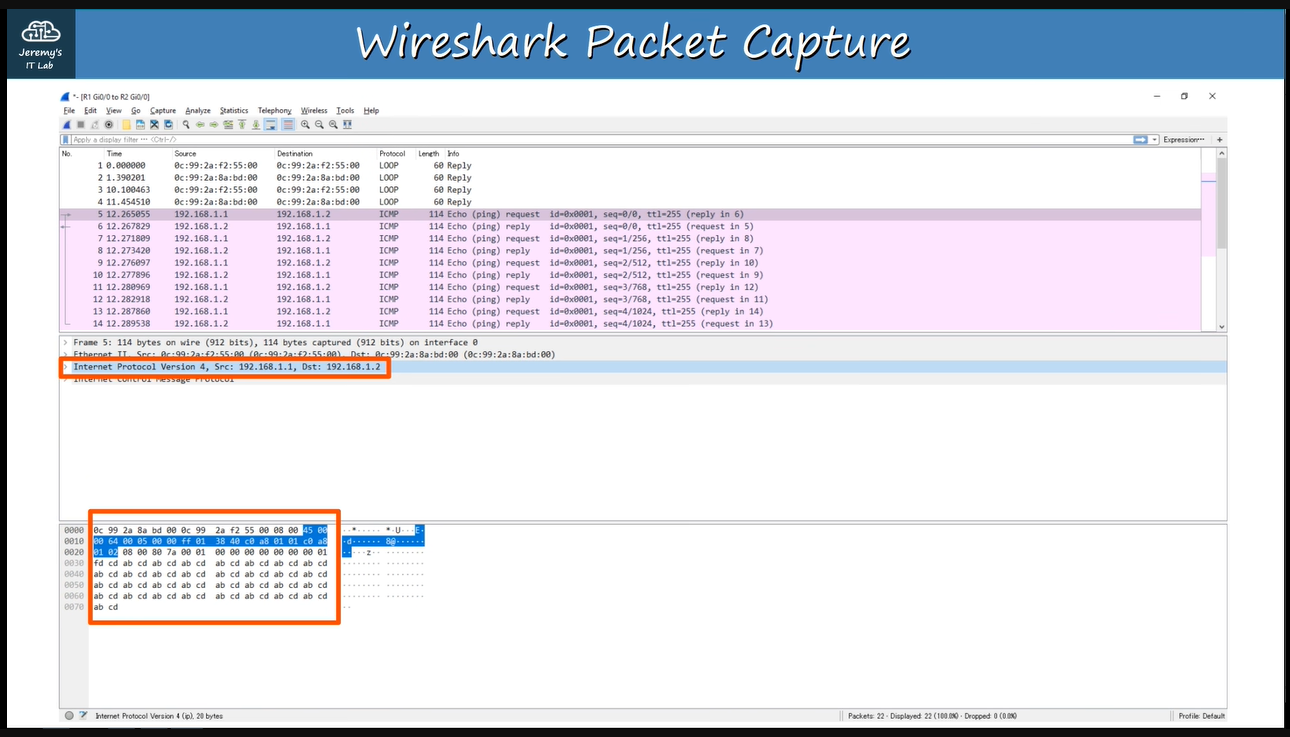 Jeremy's
IT Lab
Wireshark Packet Capture
*- [R1 Gi0/0 to R2 Gi0/0]
File Edit View Go Capture Analyze Statistics Telephony Wireless Tools Help
Apply a display filter ... <Ctrl-/>
Expression...
+
No. Time Source Destination Protocol Length Info
1 0.000000 0c:99:2a:f2:55:00 0c:99:2a:f2:55:00 LOOP 60 Reply
2 1.390201 0c:99:2a:8a:bd:00 0c:99:2a:8a:bd:00 LOOP 60 Reply
3 10.100463 0c:99:2a:f2:55:00 0c:99:2a:f2:55:00 LOOP 60 Reply
4 11.454510 0c:99:2a:8a:bd:00 0c:99:2a:8a:bd:00 LOOP 60 Reply
5 12.265055 192.168.1.1 192.168.1.2 ICMP 114 Echo (ping) request id=0x0001, seq=0/0, ttl=255 (reply in 6)
6 12.267829 192.168.1.2 192.168.1.1 ICMP 114 Echo (ping) reply id=0x0001, seq=0/0, ttl=255 (request in 5)
7 12.271809 192.168.1.1 192.168.1.2 ICMP 114 Echo (ping) request id=0x0001, seq=1/256, ttl=255 (reply in 8)
8 12.273420 192.168.1.2 192.168.1.1 ICMP 114 Echo (ping) reply id=0x0001, seq=1/256, ttl=255 (request in 7)
9 12.276097 192.168.1.1 192.168.1.2 ICMP 114 Echo (ping) request id=0x0001, seq=2/512, ttl=255 (reply in 10)
10 12.277896 192.168.1.2 192.168.1.1 ICMP 114 Echo (ping) reply id=0x0001, seq=2/512, ttl=255 (request in 9)
11 12.280969 192.168.1.1 192.168.1.2 ICMP 114 Echo (ping) request id=0x0001, seq=3/768, ttl=255 (reply in 12)
12 12.282918 192.168.1.2 192.168.1.1 ICMP 114 Echo (ping) reply id=0x0001, seq=3/768, ttl=255 (request in 11)
13 12.287860 192.168.1.1 192.168.1.2 ICMP 114 Echo (ping) request id=0x0001, seq=4/1024, ttl=255 (reply in 14)
14 12.289538 192.168.1.2 192.168.1.1 ICMP 114 Echo (ping) reply id=0x0001, seq=4/1024, ttl=255 (request in 13)
Frame 5: 114 bytes on wire (912 bits), 114 bytes captured (912 bits) on interface 0
Ethernet II, Src: 0c:99:2a:f2:55:00 (0c:99:2a:f2:55:00), Dst: 0c:99:2a:8a:bd:00 (0c:99:2a:8a:bd:00)
Internet Protocol Version 4, Src: 192.168.1.1, Dst: 192.168.1.2
Internet Control Message Protocol
0000 0c 99 2a 8a bd 00 0c 99 2a f2 55 00 08 00 45 00 ··*····· *·U···E·
0010 00 64 00 05 00 00 ff 01 38 40 c0 a8 01 01 c0 a8 ·d······ 8@······
0020 01 02 08 00 80 7a 00 01 00 00 00 00 00 00 00 01 ·····z·· ········
0030 fd cd ab cd ab cd ab cd ab cd ab cd ab cd ab cd ········ ········
0040 ab cd ab cd ab cd ab cd ab cd ab cd ab cd ab cd ········ ········
0050 ab cd ab cd ab cd ab cd ab cd ab cd ab cd ab cd ········ ········
0060 ab cd ab cd ab cd ab cd ab cd ab cd ab cd ab cd ········ ········
0070 ab cd ··
Internet Protocol Version 4 (ip), 20 bytes
Packets: 22 · Displayed: 22 (100.0%) · Dropped: 0 (0.0%)
Profile: Default